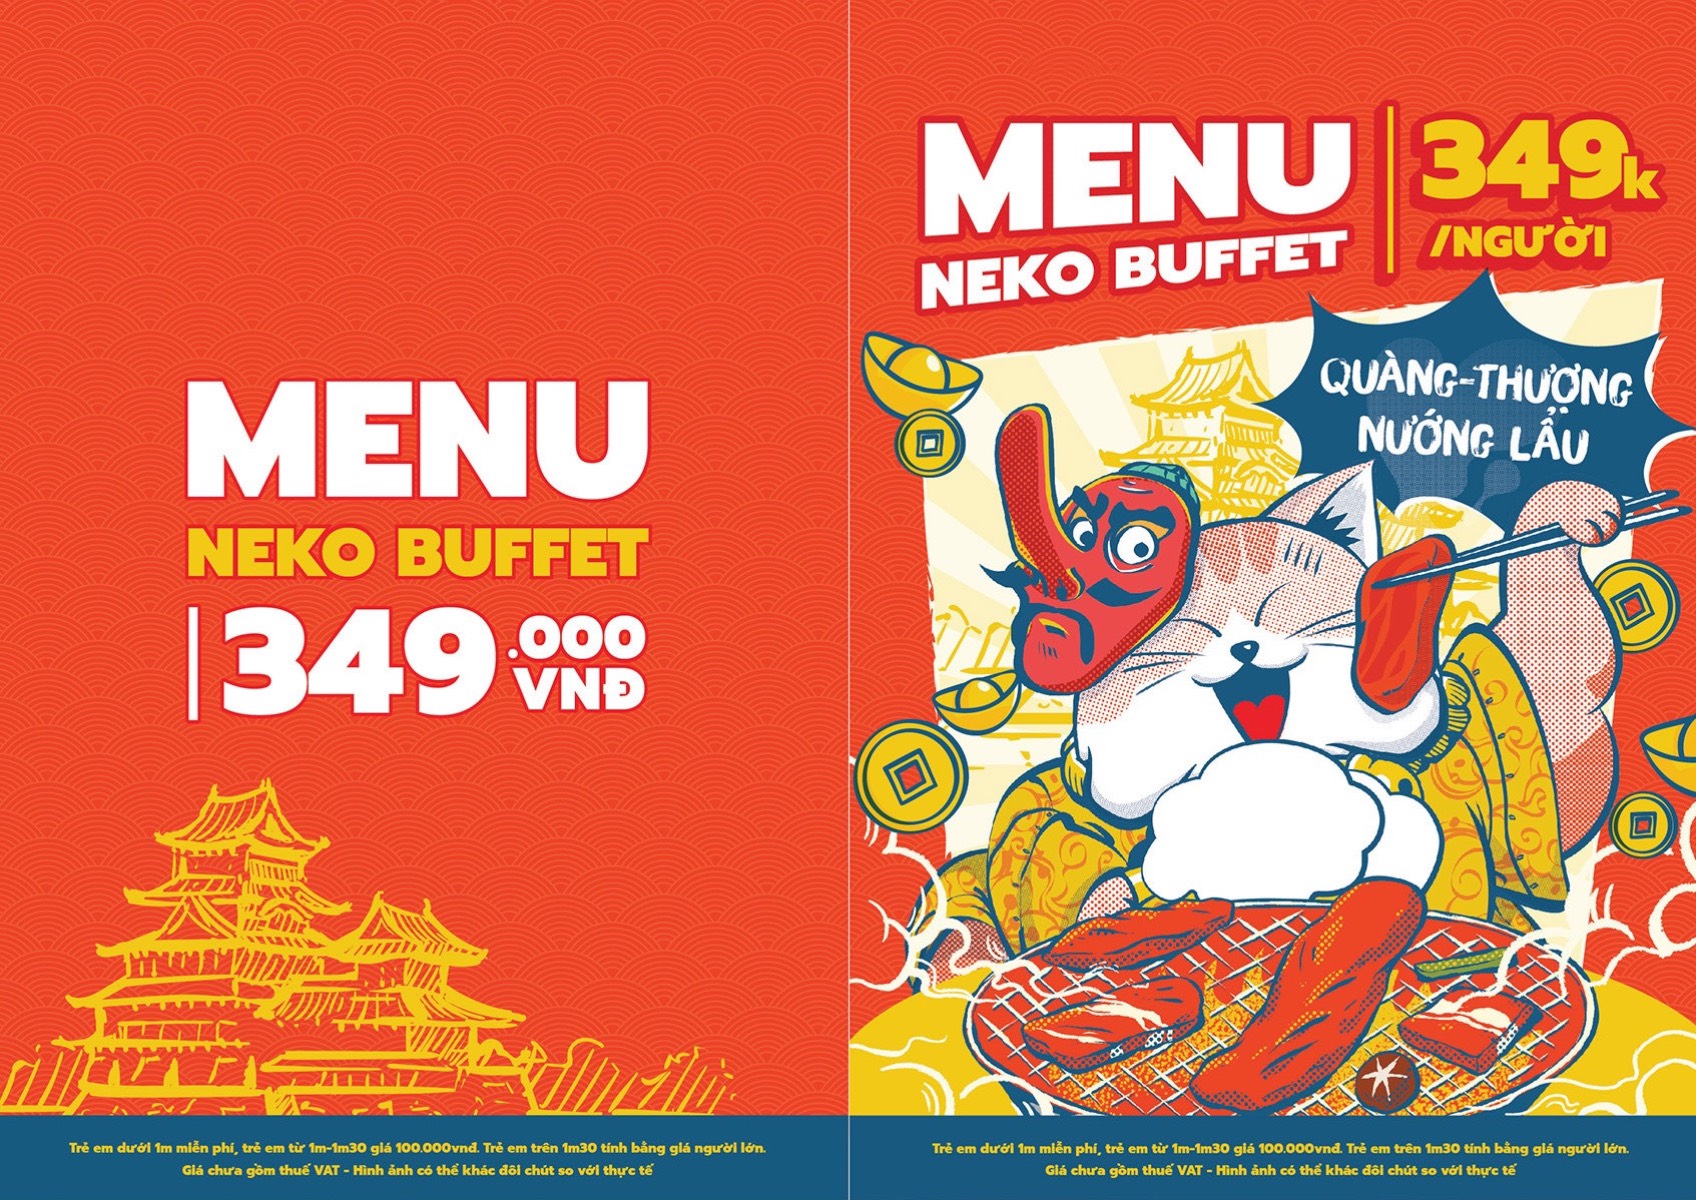 MENU
NEKO BUFFET
349.000
VNĐ
Trẻ em dưới 1m miễn phí, trẻ em từ 1m-1m30 giá 100.000vnđ. Trẻ em trên 1m30 tính bằng giá người lớn.
Giá chưa gồm thuế VAT - Hình ảnh có thể khác đôi chút so với thực tế
MENU
NEKO BUFFET
349k
/NGƯỜI
QUÀNG-THƯỢNG
NƯỚNG LẨU
Trẻ em dưới 1m miễn phí, trẻ em từ 1m-1m30 giá 100.000vnđ. Trẻ em trên 1m30 tính bằng giá người lớn.
Giá chưa gồm thuế VAT - Hình ảnh có thể khác đôi chút so với thực tế